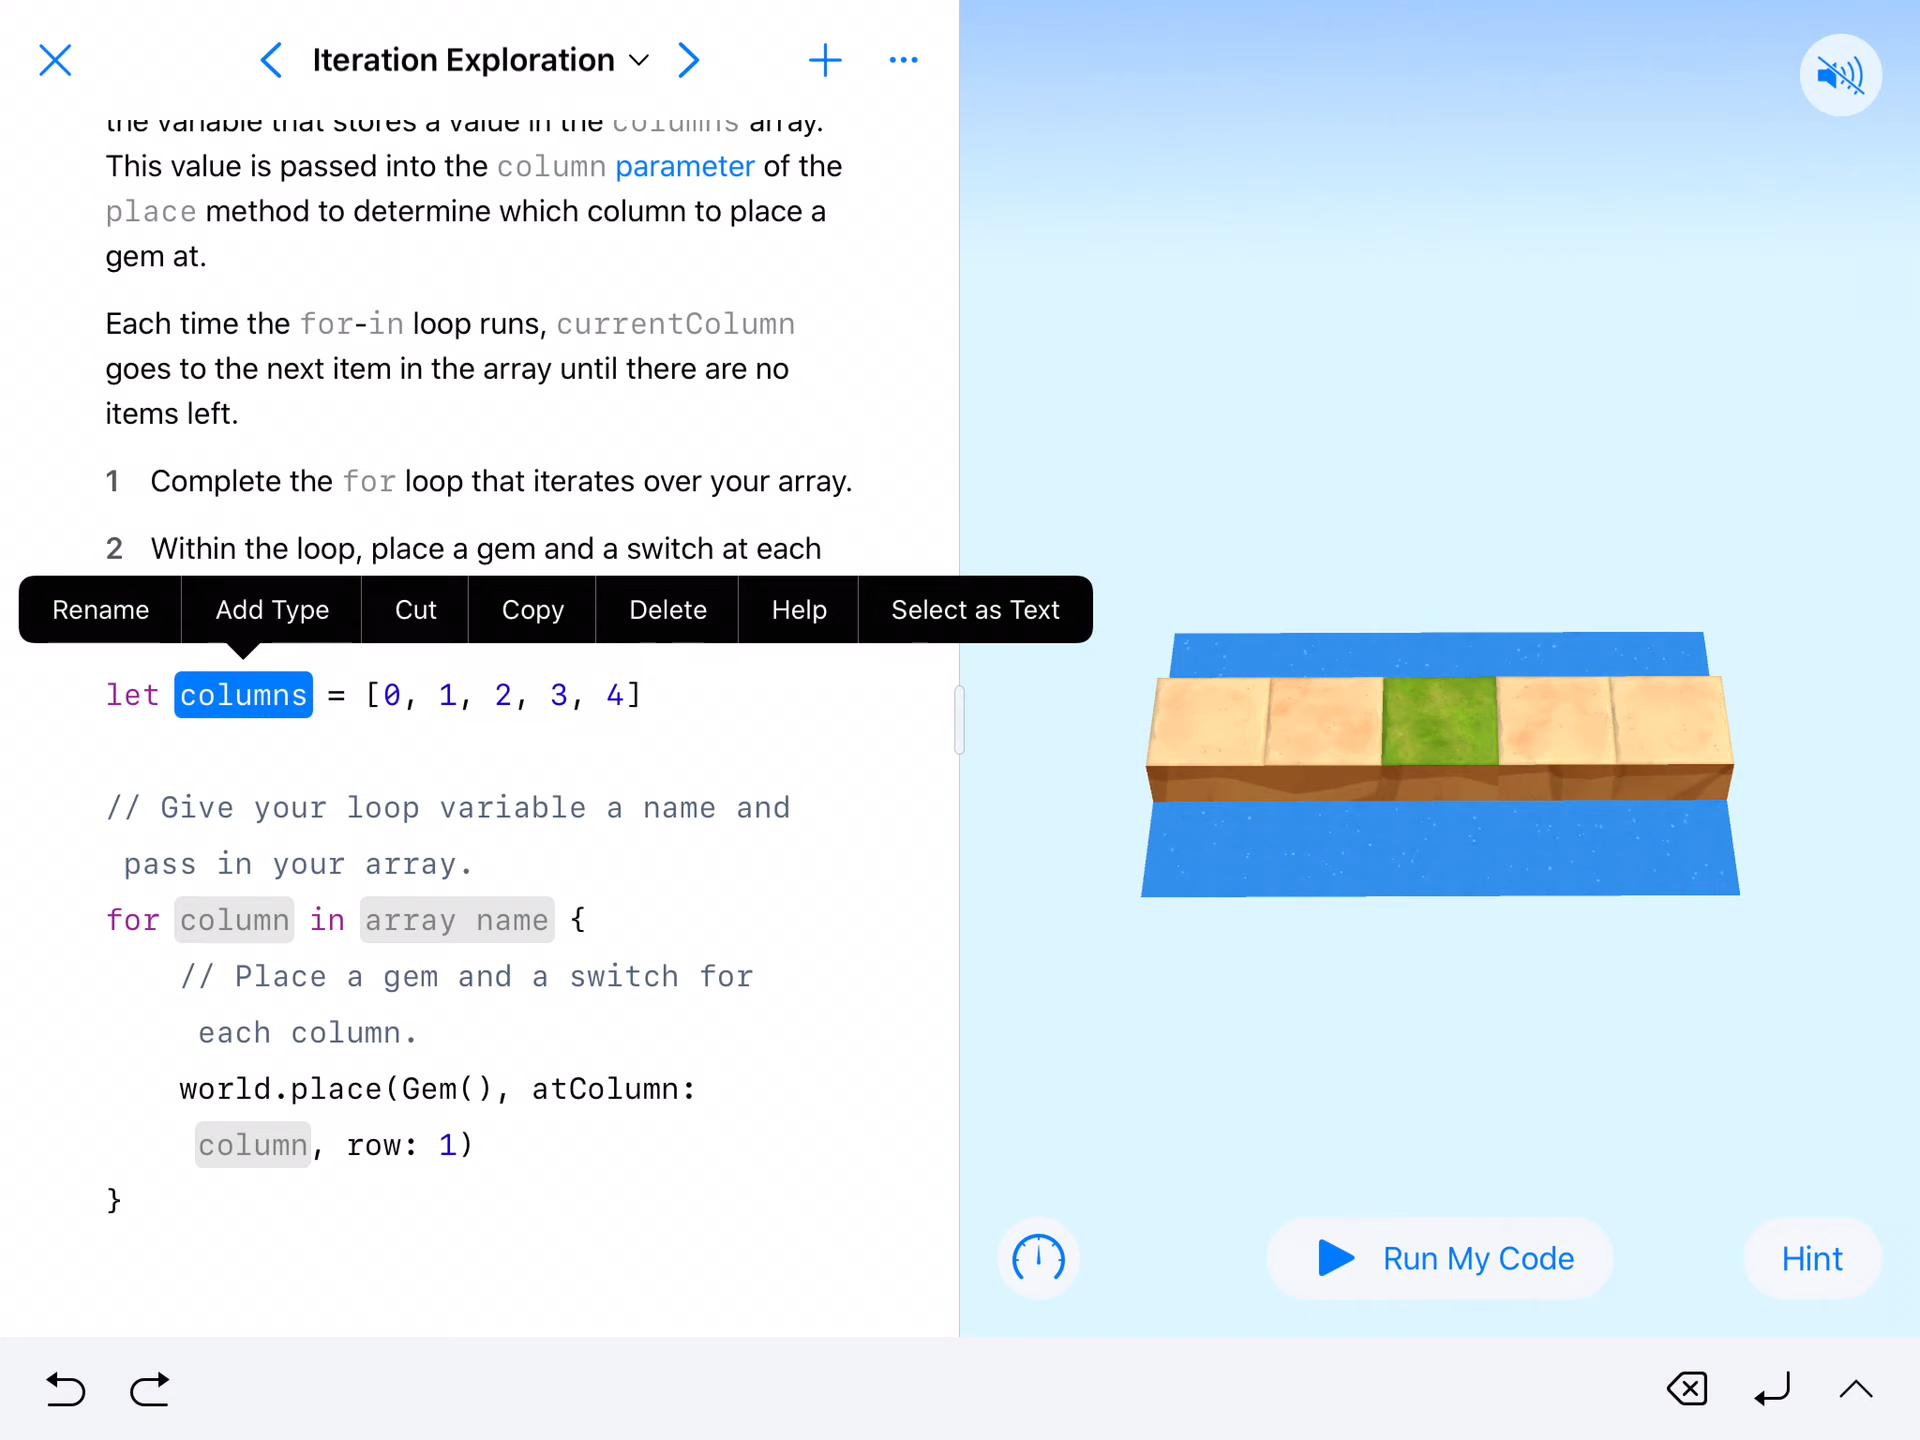 Iteration Exploration
the variable that stores a value in the columns array.
This value is passed into the column parameter of the
place method to determine which column to place a
gem at.
Each time the for-in loop runs, currentColumn
goes to the next item in the array until there are no
items left.
1 Complete the for loop that iterates over your array.
2 Within the loop, place a gem and a switch at each
Rename Add Type Cut Copy Delete Help Select as Text
let columns = [0, 1, 2, 3, 4]
// Give your loop variable a name and
pass in your array.
for column in array name {
// Place a gem and a switch for
each column.
world.place(Gem(), atColumn:
column, row: 1)
}
Run My Code
Hint